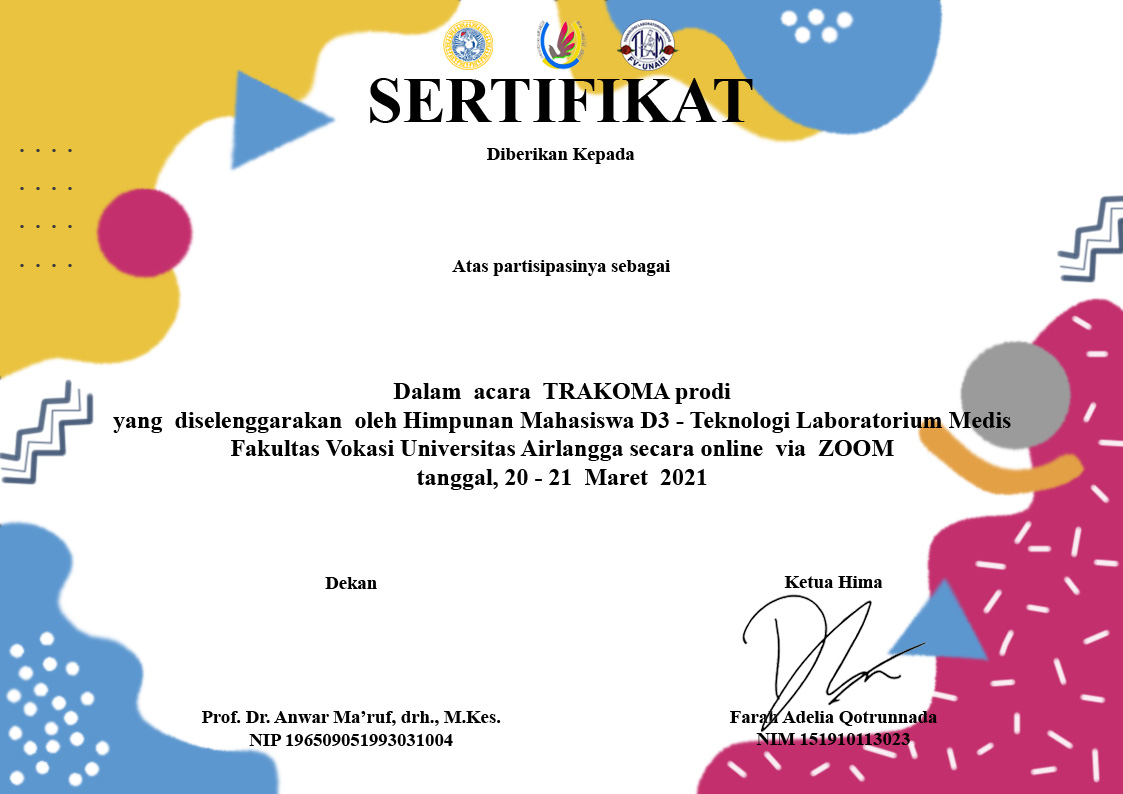 FV-UNAIR
SERTIFIKAT
Diberikan Kepada
Atas partisipasinya sebagai
Dalam acara TRAKOMA prodi
yang diselenggarakan oleh Himpunan Mahasiswa D3 - Teknologi Laboratorium Medis
Fakultas Vokasi Universitas Airlangga secara online via ZOOM
tanggal, 20 - 21 Maret 2021
Dekan
Ketua Hima
Prof. Dr. Anwar Ma’ruf, drh., M.Kes.
NIP 196509051993031004
Farah Adelia Qotrunnada
NIM 151910113023